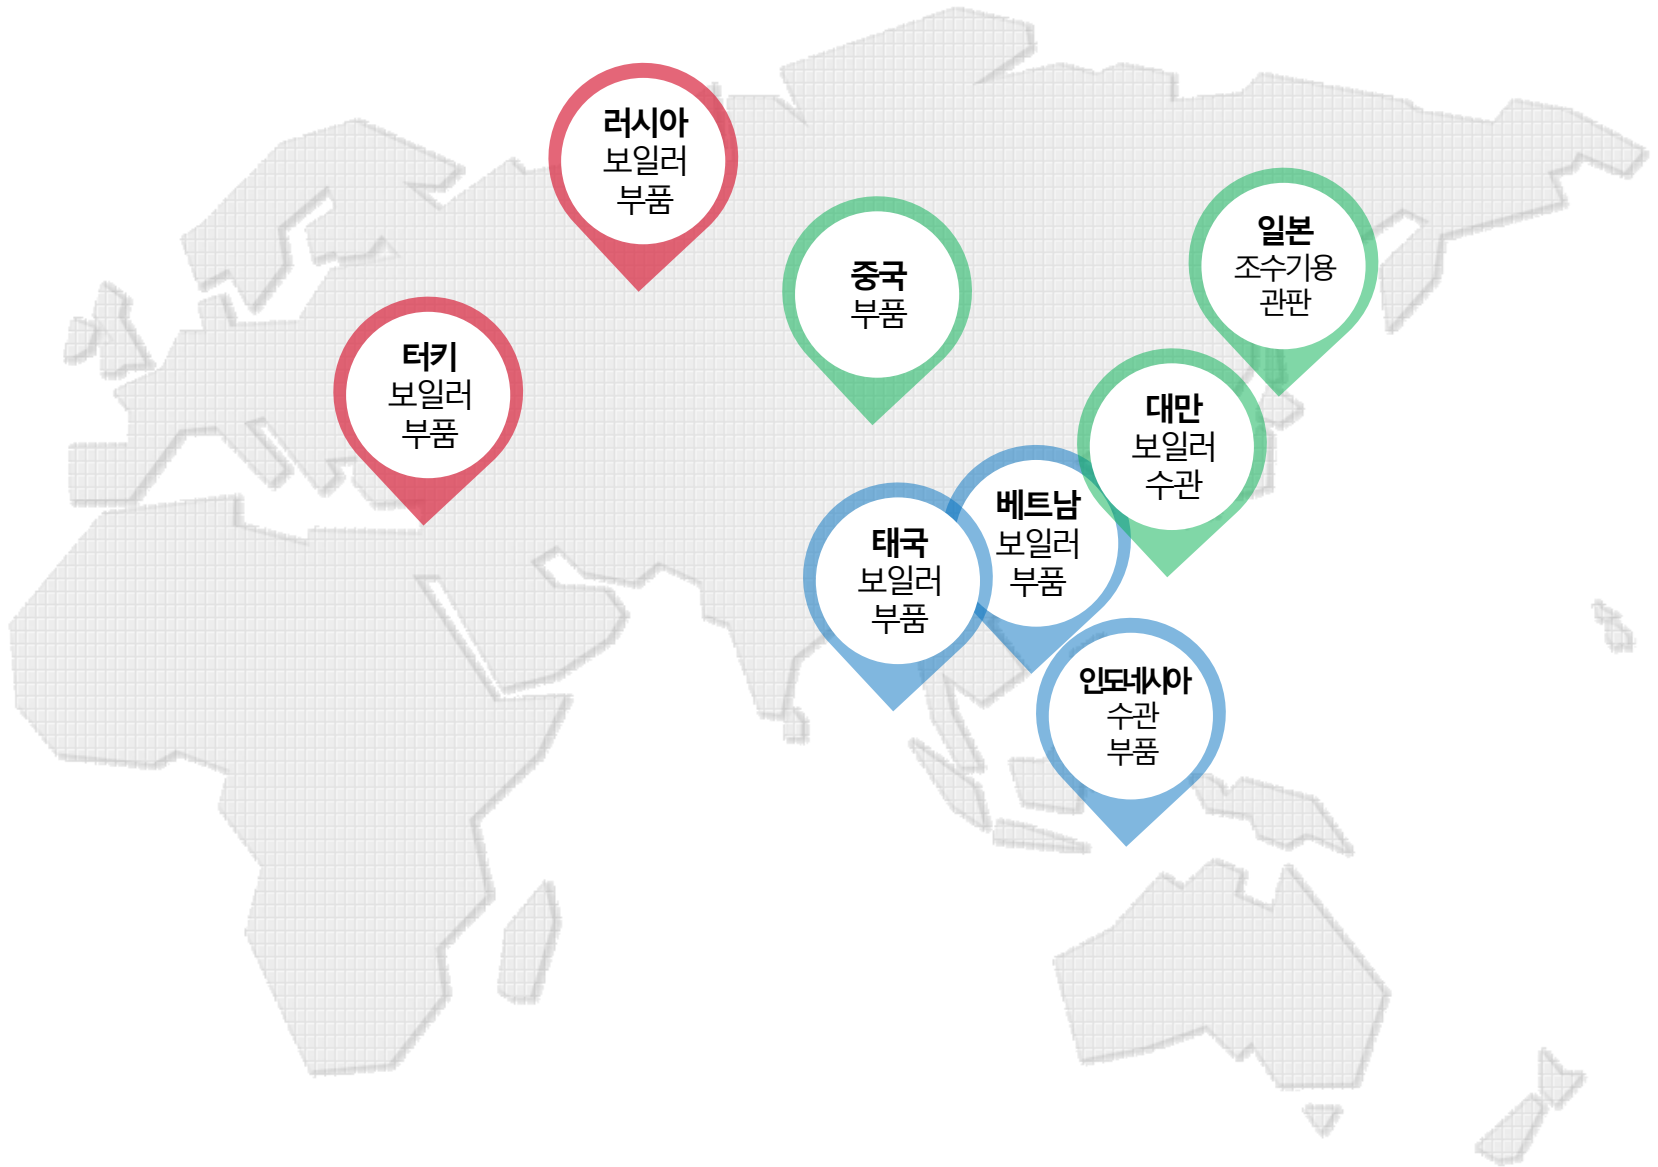 러시아
보일러
부품
중국
부품
일본
조수기용
관판
터키
보일러
부품
대만
보일러
수관
베트남
보일러
부품
태국
보일러
부품
인도네시아
수관
부품